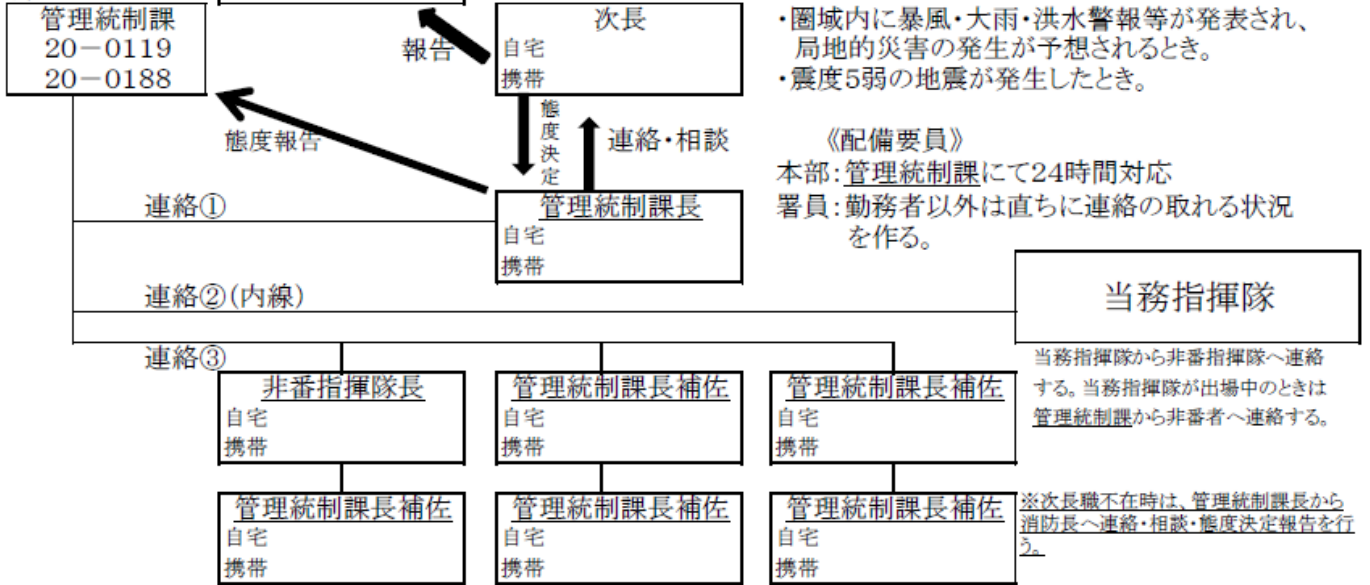 管理統制課
20-0119
20-0188
報告
次長
自宅
携帯
・圏域内に暴風・大雨・洪水警報等が発表され、
局地的災害の発生が予想されるとき。
・震度5弱の地震が発生したとき。
態度報告
態度決定
連絡・相談
《配備要員》
本部:管理統制課にて24時間対応
署員:勤務者以外は直ちに連絡の取れる状況
を作る。
連絡①
管理統制課長
自宅
携帯
連絡②(内線)
当務指揮隊
連絡③
当務指揮隊から非番指揮隊へ連絡
する。当務指揮隊が出場中のときは
管理統制課から非番者へ連絡する。
非番指揮隊長
自宅
携帯
管理統制課長補佐
自宅
携帯
管理統制課長補佐
自宅
携帯
管理統制課長補佐
自宅
携帯
管理統制課長補佐
自宅
携帯
管理統制課長補佐
自宅
携帯
※次長職不在時は、管理統制課長から
消防長へ連絡・相談・態度決定報告を行
う。